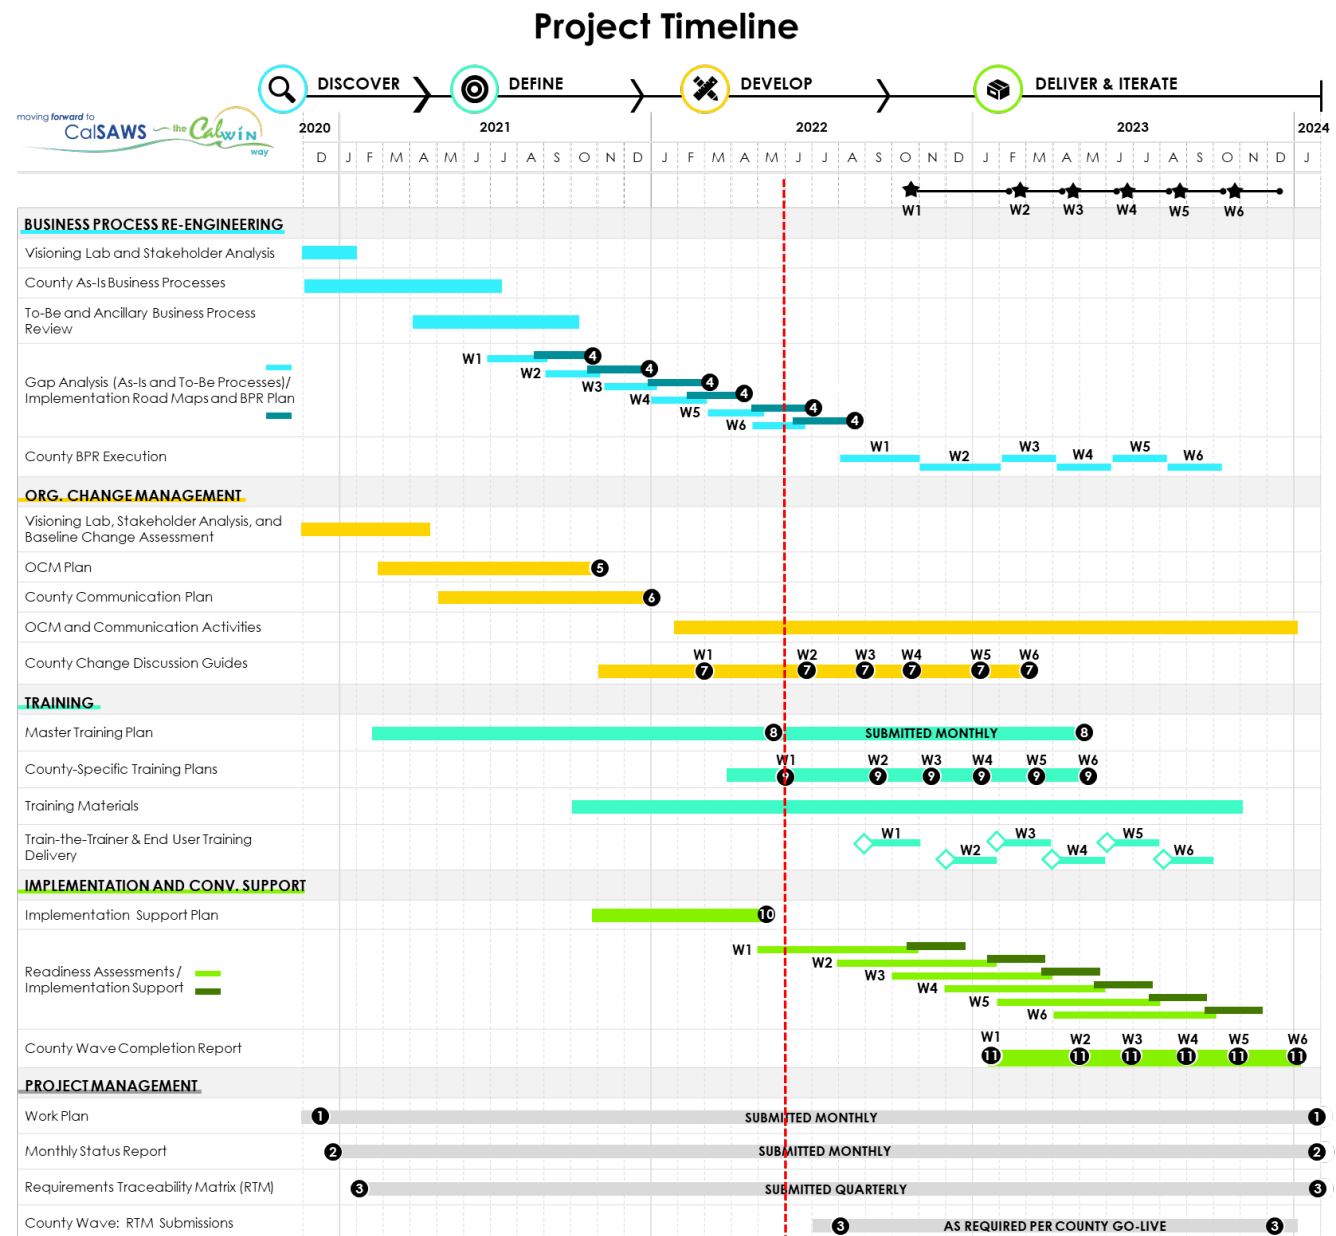 Project Timeline
DISCOVER DEFINE DEVELOP DELIVER & ITERATE
moving forward to
CalSAWS the CalWIN
way
2020 2021 2022 2023 2024
D J F M A M J J A S O N D J F M A M J J A S O N D J F M A M J J A S O N D J
W1 W2 W3 W4 W5 W6
BUSINESS PROCESS RE-ENGINEERING
Visioning Lab and Stakeholder Analysis
County As-Is Business Processes
To-Be and Ancillary Business Process
Review
W1 4
W2 4
W3 4
Gap Analysis (As-Is and To-Be Processes)/
Implementation Road Maps and BPR Plan
W4 4
W5 4
W6 4
County BPR Execution
W1 W2 W3 W4 W5 W6
ORG. CHANGE MANAGEMENT
Visioning Lab, Stakeholder Analysis, and
Baseline Change Assessment
OCM Plan 5
County Communication Plan 6
OCM and Communication Activities
W1 W2 W3 W4 W5 W6
County Change Discussion Guides 7 7 7 7 7 7
TRAINING
Master Training Plan 8 SUBMITTED MONTHLY 8
W1 W2 W3 W4 W5 W6
County-Specific Training Plans 9 9 9 9 9 9
Training Materials
Train-the-Trainer & End User Training
Delivery
W1 W2 W3 W4 W5 W6
IMPLEMENTATION AND CONV. SUPPORT
Implementation Support Plan 10
W1
W2
Readiness Assessments /
Implementation Support
W3
W4
W5
W6
W1 W2 W3 W4 W5 W6
County Wave Completion Report 11 11 11 11 11 11
PROJECT MANAGEMENT
Work Plan 1 SUBMITTED MONTHLY 1
Monthly Status Report 2 SUBMITTED MONTHLY 2
Requirements Traceability Matrix (RTM) 3 SUBMITTED QUARTERLY 3
County Wave: RTM Submissions 3 AS REQUIRED PER COUNTY GO-LIVE 3